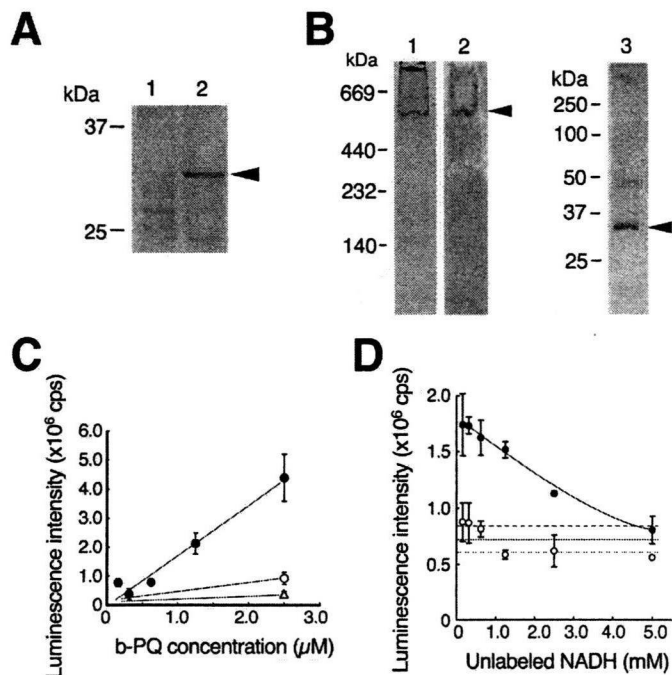 A
1 2
kDa
37
25
B
kDa
1 2
669
440
232
140
3
kDa
250
100
50
37
25
C
Luminescence intensity (x10⁶ cps)
6.0
5.0
4.0
3.0
2.0
1.0
0
0 1.0 2.0 3.0
b-PQ concentration (µM)
D
Luminescence intensity (x10⁶ cps)
2.0
1.5
1.0
0.5
0
0 1.0 2.0 3.0 4.0 5.0
Unlabeled NADH (mM)